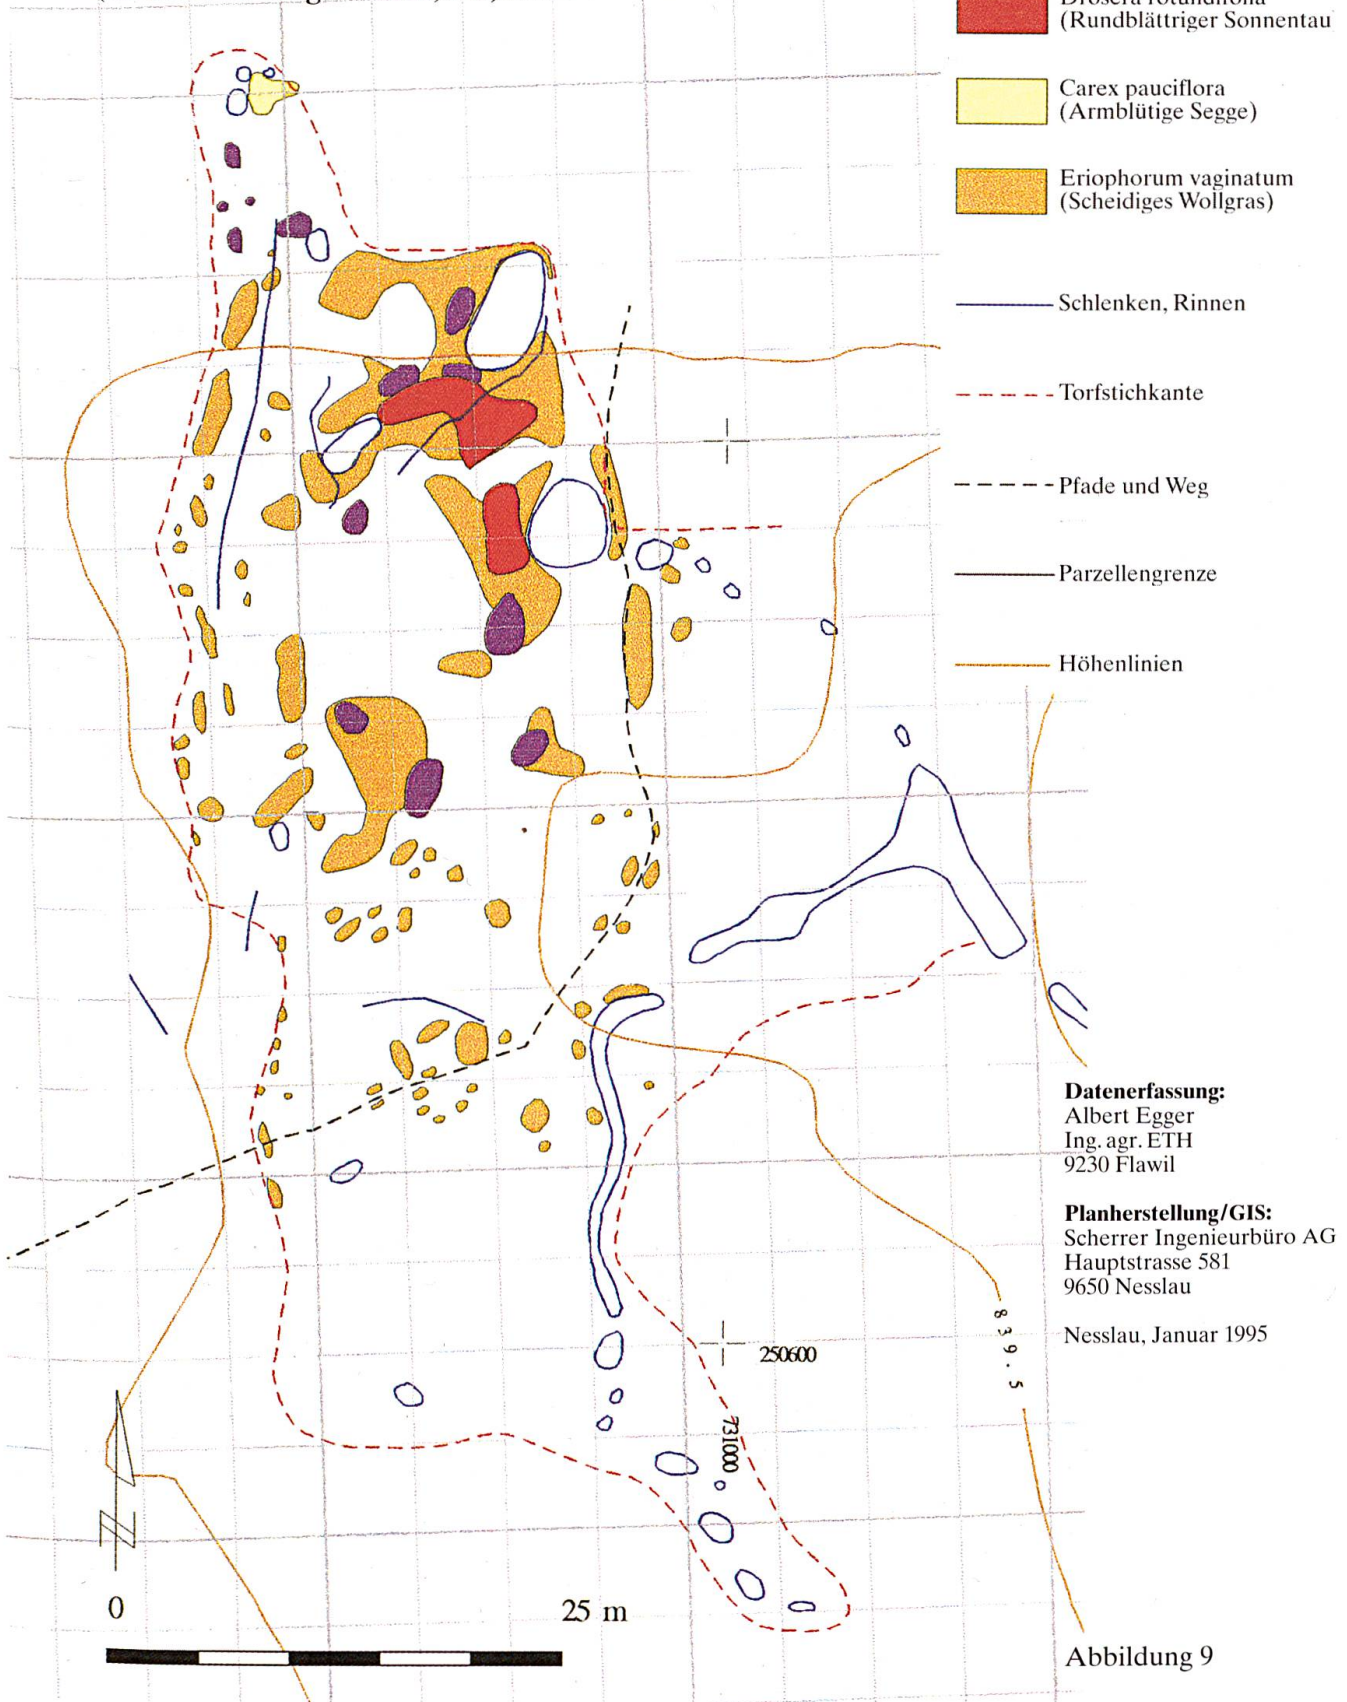 (Rundblättriger Sonnentau
Carex pauciflora
(Armblütige Segge)
Eriophorum vaginatum
(Scheidiges Wollgras)
Schlenken, Rinnen
Torfstichkante
Pfade und Weg
Parzellengrenze
Höhenlinien
Datenerfassung:
Albert Egger
Ing. agr. ETH
9230 Flawil
Planherstellung/GIS:
Scherrer Ingenieurbüro AG
Hauptstrasse 581
9650 Nesslau
Nesslau, Januar 1995
839.5
250600
731000
N
0
25 m
Abbildung 9